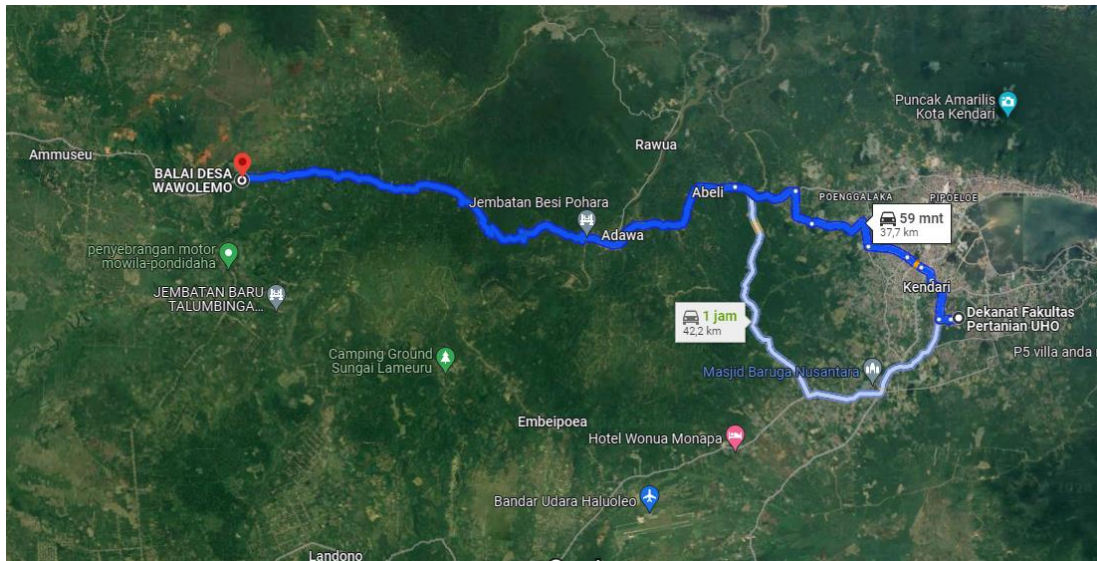 Puncak Amarilis
Kota Kendari
Rawua
Ammuseu
BALAI DESA
WAWOLEMO
Abeli
POENGGALAKA
PIPOELOE
Jembatan Besi Pohara
59 mnt
37,7 km
Adawa
penyebrangan motor
mowila-pondidaha
JEMBATAN BARU
TALUMBINGA...
Kendari
Dekanat Fakultas
Pertanian UHO
1 jam
42,2 km
P5 villa anda
Camping Ground
Sungai Lameuru
Masjid Baruga Nusantara
Embeipoea
Hotel Wonua Monapa
Bandar Udara Haluoleo
Landono